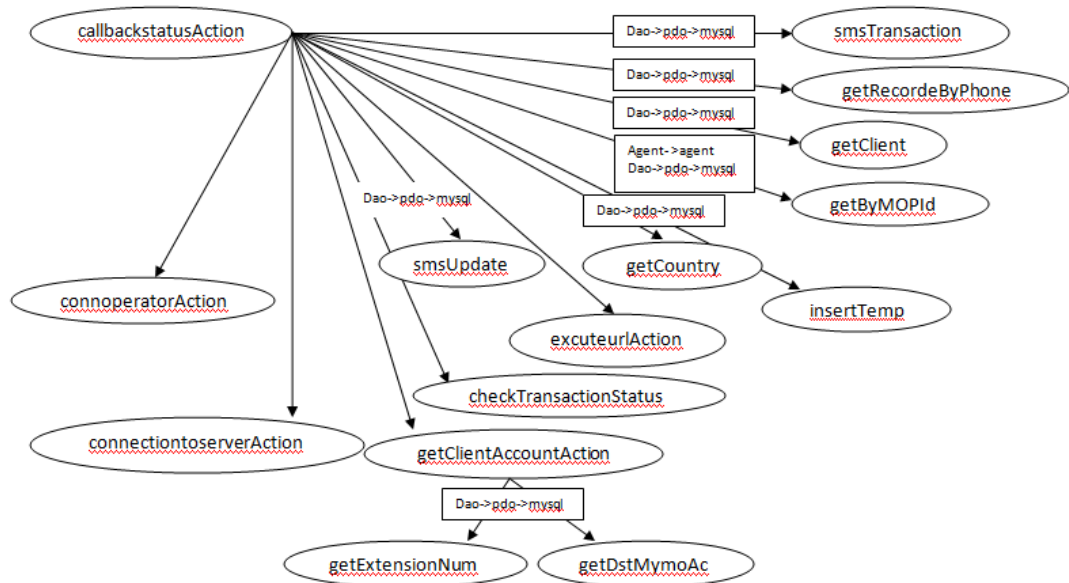 callbackstatusAction
Dao->pdo->mysql
smsTransaction
Dao->pdo->mysql
getRecordeByPhone
Dao->pdo->mysql
getClient
Agent->agent
Dao->pdo->mysql
getByMOPId
Dao->pdo->mysql
Dao->pdo->mysql
smsUpdate
getCountry
connoperatorAction
insertTemp
excuteurlAction
checkTransactionStatus
connectiontoserverAction
getClientAccountAction
Dao->pdo->mysql
getExtensionNum
getDstMymoAc